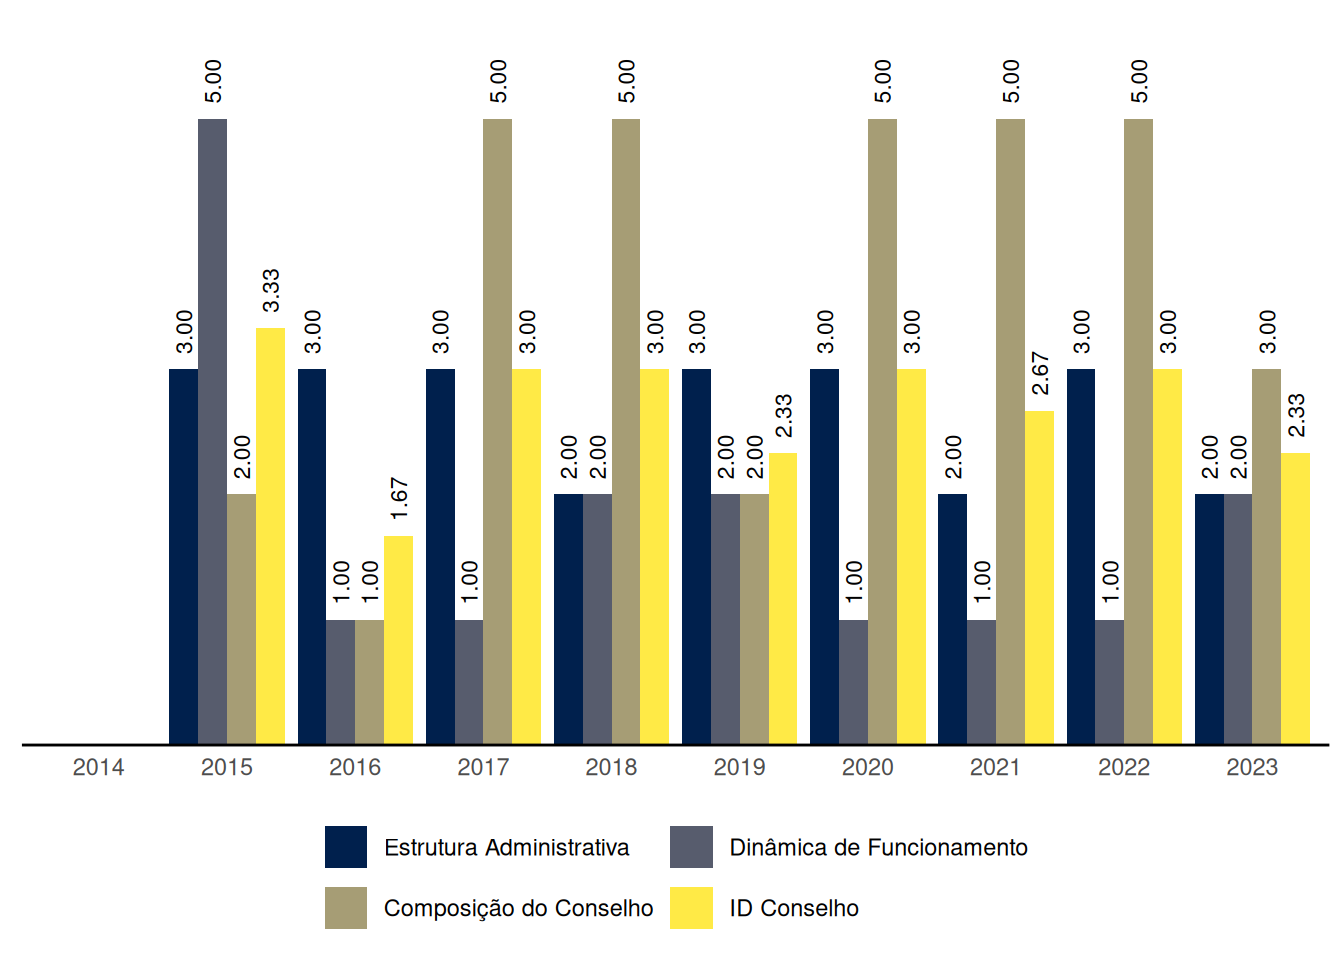 3.00 5.00 2.00 3.33
3.00 1.00 1.00 1.67
3.00 1.00 5.00 3.00
2.00 2.00 5.00 3.00
3.00 2.00 2.00 2.33
3.00 1.00 5.00 3.00
2.00 1.00 5.00 2.67
3.00 1.00 5.00 3.00
2.00 2.00 3.00 2.33
2014 2015 2016 2017 2018 2019 2020 2021 2022 2023
Estrutura Administrativa Dinâmica de Funcionamento
Composição do Conselho ID Conselho